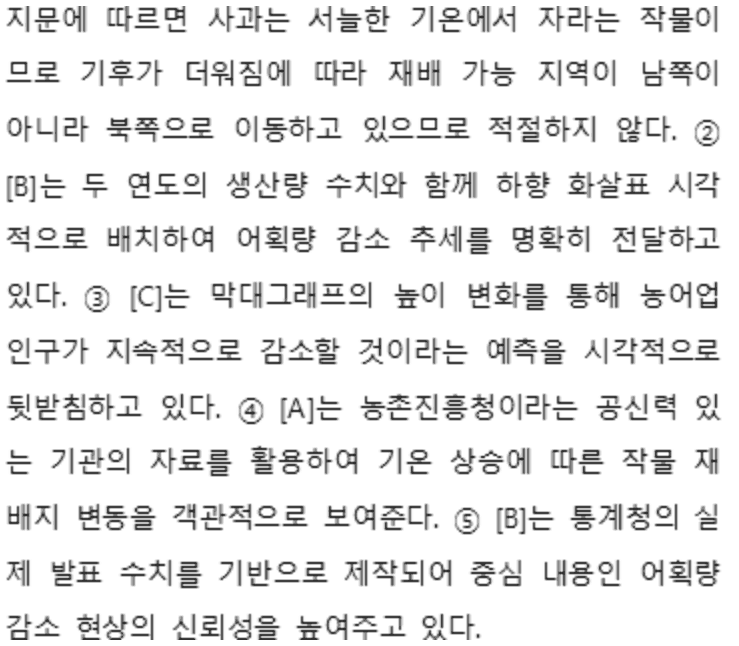 지문에 따르면 사과는 서늘한 기온에서 자라는 작물이
므로 기후가 더워짐에 따라 재배 가능 지역이 남쪽이
아니라 북쪽으로 이동하고 있으므로 적절하지 않다. ②
[B]는 두 연도의 생산량 수치와 함께 하향 화살표 시각
적으로 배치하여 어획량 감소 추세를 명확히 전달하고
있다. ③ [C]는 막대그래프의 높이 변화를 통해 농어업
인구가 지속적으로 감소할 것이라는 예측을 시각적으로
뒷받침하고 있다. ④ [A]는 농촌진흥청이라는 공신력 있
는 기관의 자료를 활용하여 기온 상승에 따른 작물 재
배지 변동을 객관적으로 보여준다. ⑤ [B]는 통계청의 실
제 발표 수치를 기반으로 제작되어 중심 내용인 어획량
감소 현상의 신뢰성을 높여주고 있다.